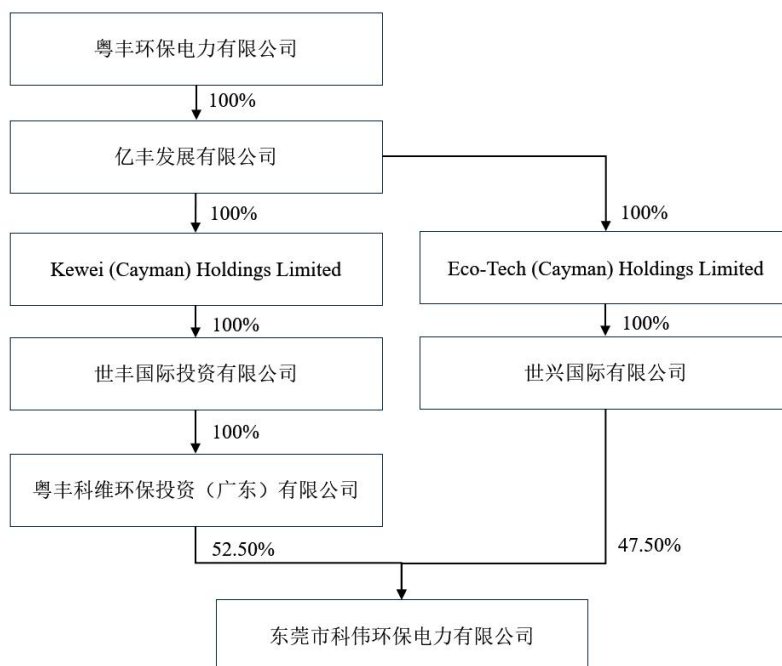 粤丰环保电力有限公司
100%
亿丰发展有限公司
100%
100%
Kewei (Cayman) Holdings Limited
Eco-Tech (Cayman) Holdings Limited
100%
100%
世丰国际投资有限公司
世兴国际有限公司
100%
粤丰科维环保投资（广东）有限公司
52.50%
47.50%
东莞市科伟环保电力有限公司